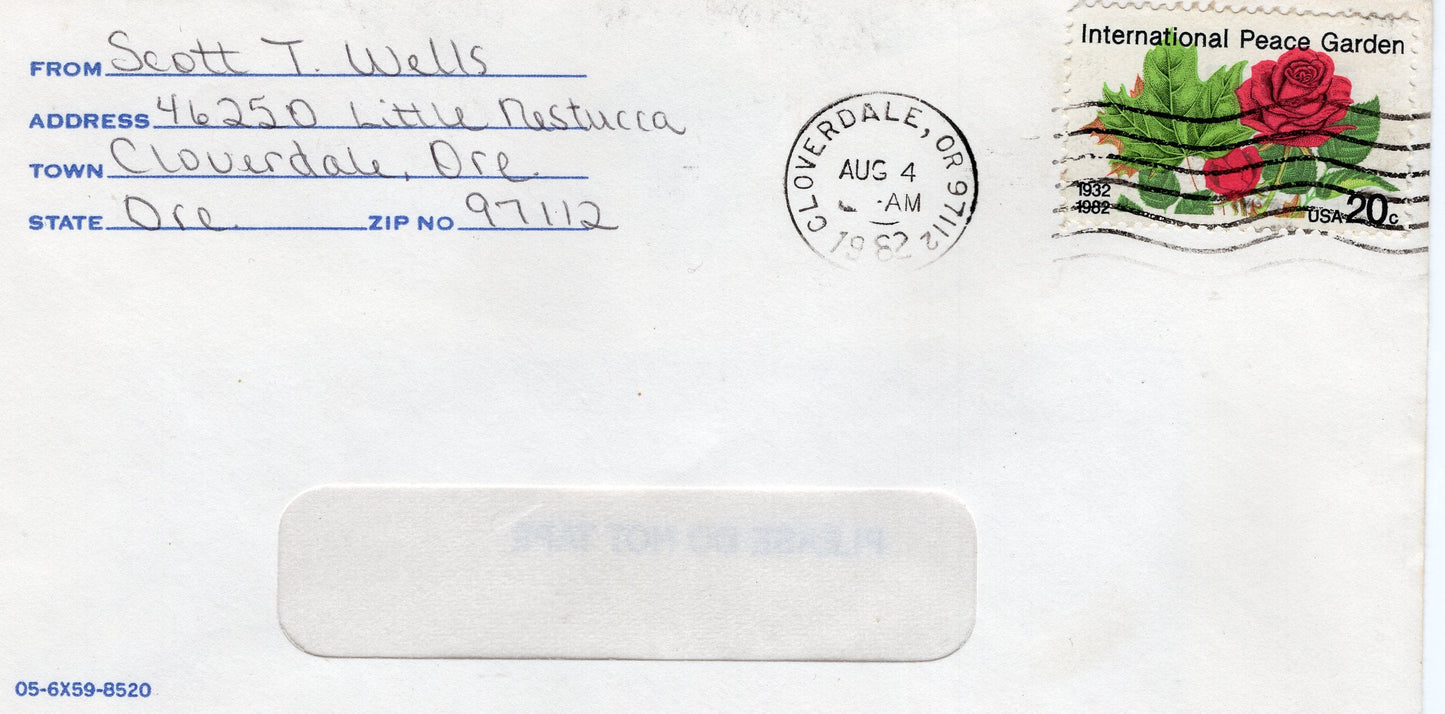 FROM Scott T. Wells
ADDRESS 46250 Little Nestucca
TOWN Cloverdale, Ore.
STATE Ore. ZIP NO 97112
CLOVERDALE, OR 97112
AUG 4
AM
1982
International Peace Garden
1932
1982
USA 20c
PLEASE DO NOT TAPE
05-6X59-8520